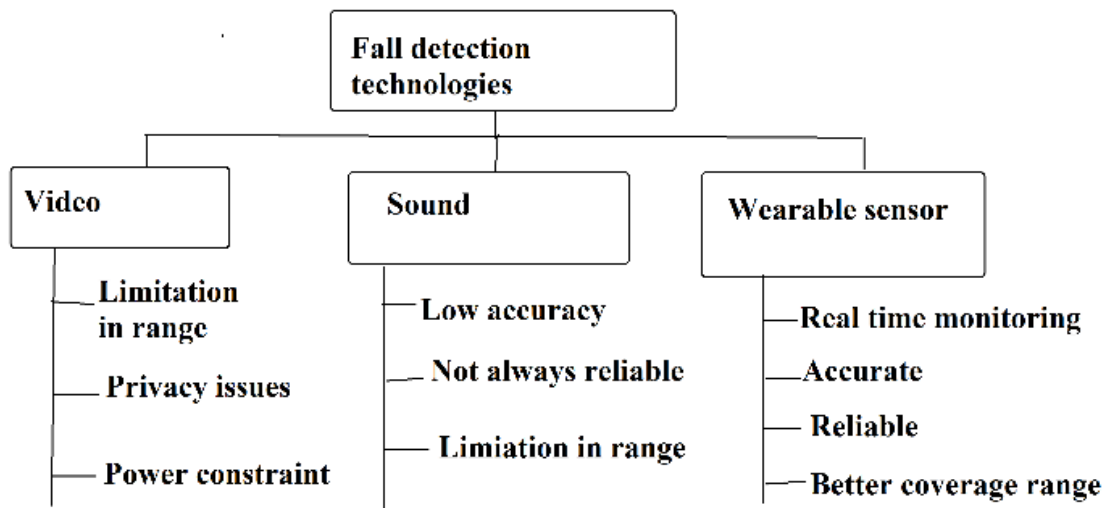 Fall detection
technologies
Video
Sound
Wearable sensor
Limitation
in range
Privacy issues
Power constraint
Low accuracy
Not always reliable
Limiation in range
Real time monitoring
Accurate
Reliable
Better coverage range